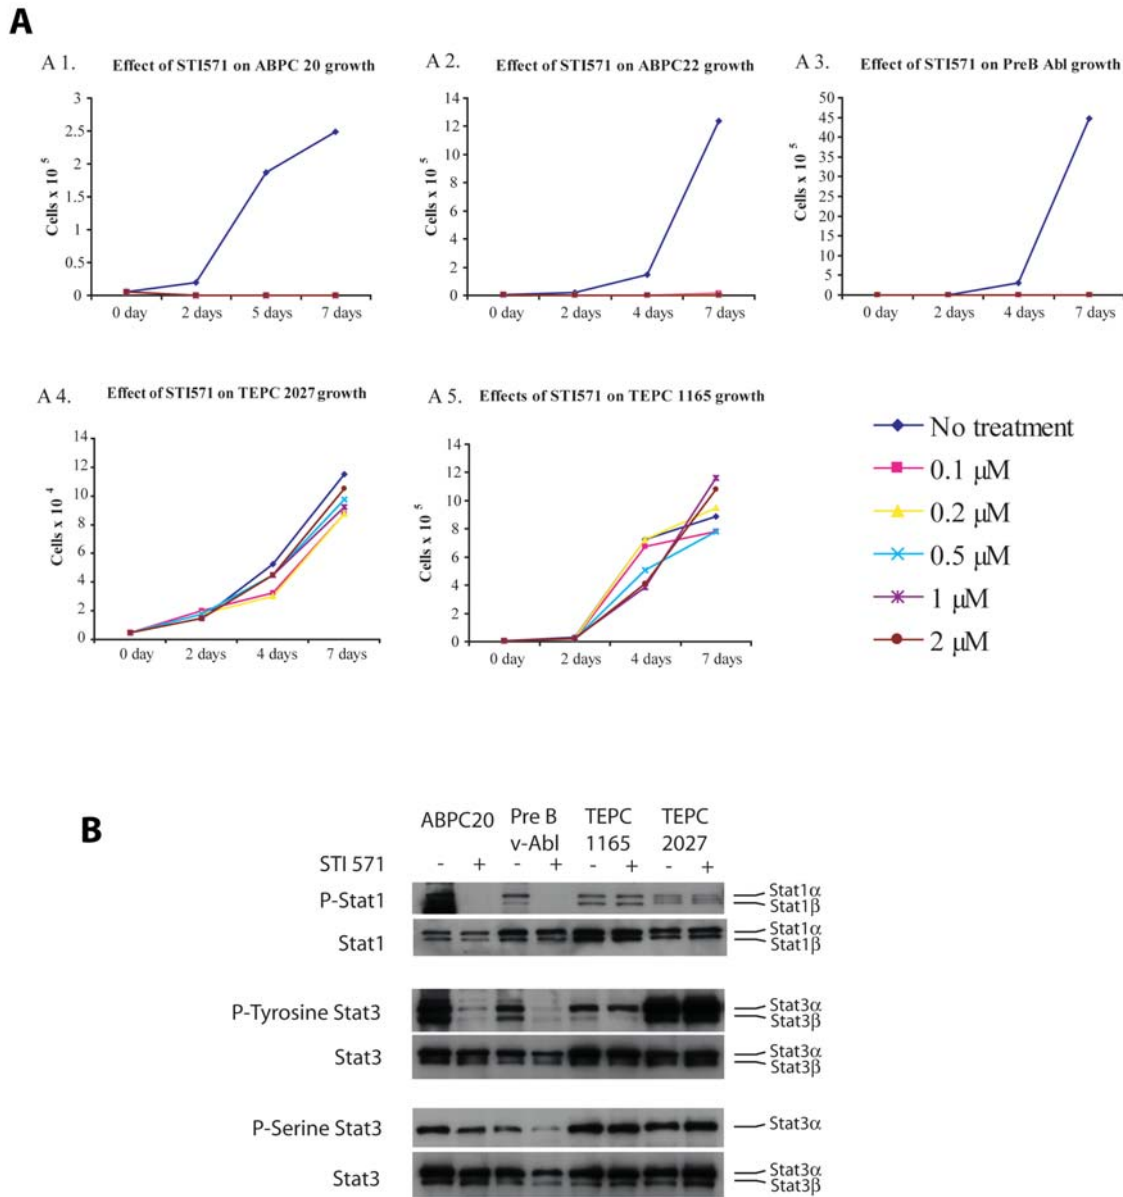 A
A 1. Effect of STI571 on ABPC 20 growth
Cells x 10 5
3
2.5
2
1.5
1
0.5
0
0 day 2 days 5 days 7 days
A 2. Effect of STI571 on ABPC22 growth
Cells x 10 5
14
12
10
8
6
4
2
0
0 day 2 days 4 days 7 days
A 3. Effect of STI571 on PreB Abl growth
Cells x 10 5
50
45
40
35
30
25
20
15
10
5
0
0 day 2 days 4 days 7 days
A 4. Effect of STI571 on TEPC 2027 growth
Cells x 10 4
14
12
10
8
6
4
2
0
0 day 2 days 4 days 7 days
A 5. Effects of STI571 on TEPC 1165 growth
Cells x 10 5
14
12
10
8
6
4
2
0
0 day 2 days 4 days 7 days
No treatment
0.1 μM
0.2 μM
0.5 μM
1 μM
2 μM
B
ABPC20 Pre B v-Abl TEPC 1165 TEPC 2027
STI 571 - + - + - + - +
P-Stat1 Stat1α
Stat1β
Stat1 Stat1α
Stat1β
P-Tyrosine Stat3 Stat3α
Stat3β
Stat3 Stat3α
Stat3β
P-Serine Stat3 Stat3α
Stat3 Stat3α
Stat3β